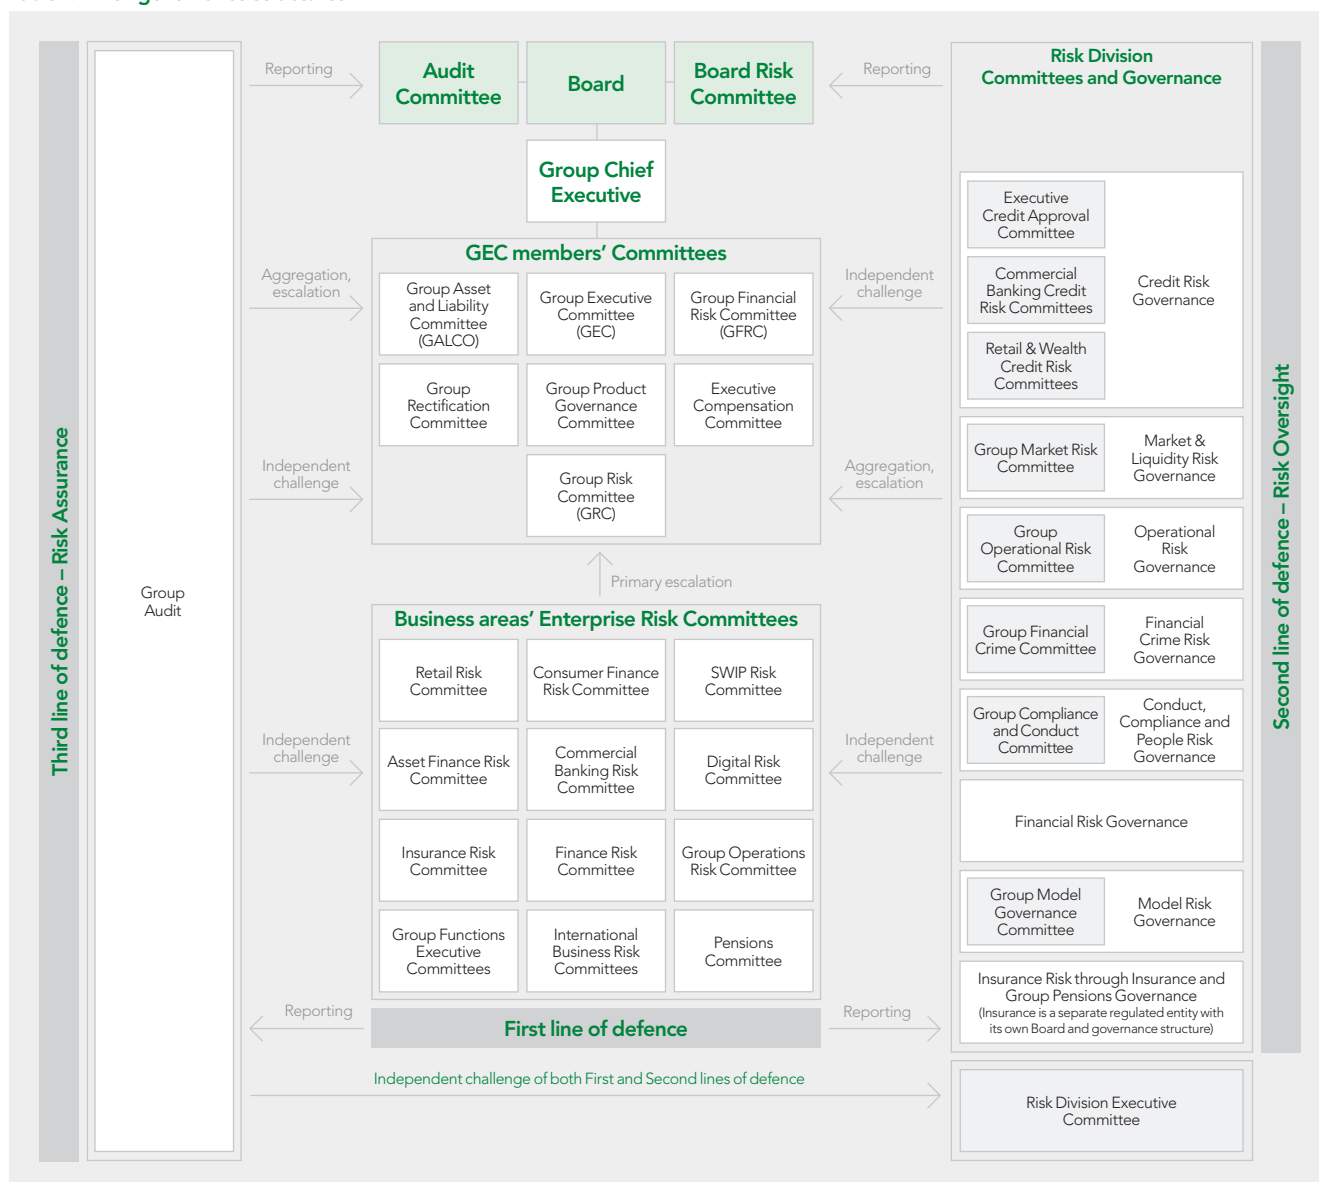 Third line of defence – Risk Assurance
Group
Audit
Reporting
Audit
Committee
Board
Board Risk
Committee
Reporting
Risk Division
Committees and Governance
Group Chief
Executive
GEC members’ Committees
Aggregation,
escalation
Group Asset
and Liability
Committee
(GALCO)
Group Executive
Committee
(GEC)
Group Financial
Risk Committee
(GFRC)
Independent
challenge
Group
Rectification
Committee
Group Product
Governance
Committee
Executive
Compensation
Committee
Independent
challenge
Group Risk
Committee
(GRC)
Aggregation,
escalation
Primary escalation
Business areas’ Enterprise Risk Committees
Retail Risk
Committee
Consumer Finance
Risk Committee
SWIP Risk
Committee
Independent
challenge
Asset Finance Risk
Committee
Commercial
Banking Risk
Committee
Digital Risk
Committee
Independent
challenge
Insurance Risk
Committee
Finance Risk
Committee
Group Operations
Risk Committee
Group Functions
Executive
Committees
International
Business Risk
Committees
Pensions
Committee
Reporting
First line of defence
Reporting
Independent challenge of both First and Second lines of defence
Executive
Credit Approval
Committee
Commercial
Banking Credit
Risk Committees
Retail & Wealth
Credit Risk
Committees
Credit Risk
Governance
Group Market Risk
Committee
Market &
Liquidity Risk
Governance
Group
Operational Risk
Committee
Operational
Risk
Governance
Group Financial
Crime Committee
Financial
Crime Risk
Governance
Group Compliance
and Conduct
Committee
Conduct,
Compliance and
People Risk
Governance
Financial Risk Governance
Group Model
Governance
Committee
Model Risk
Governance
Insurance Risk through Insurance and
Group Pensions Governance
(Insurance is a separate regulated entity with
its own Board and governance structure)
Risk Division Executive
Committee
Second line of defence – Risk Oversight